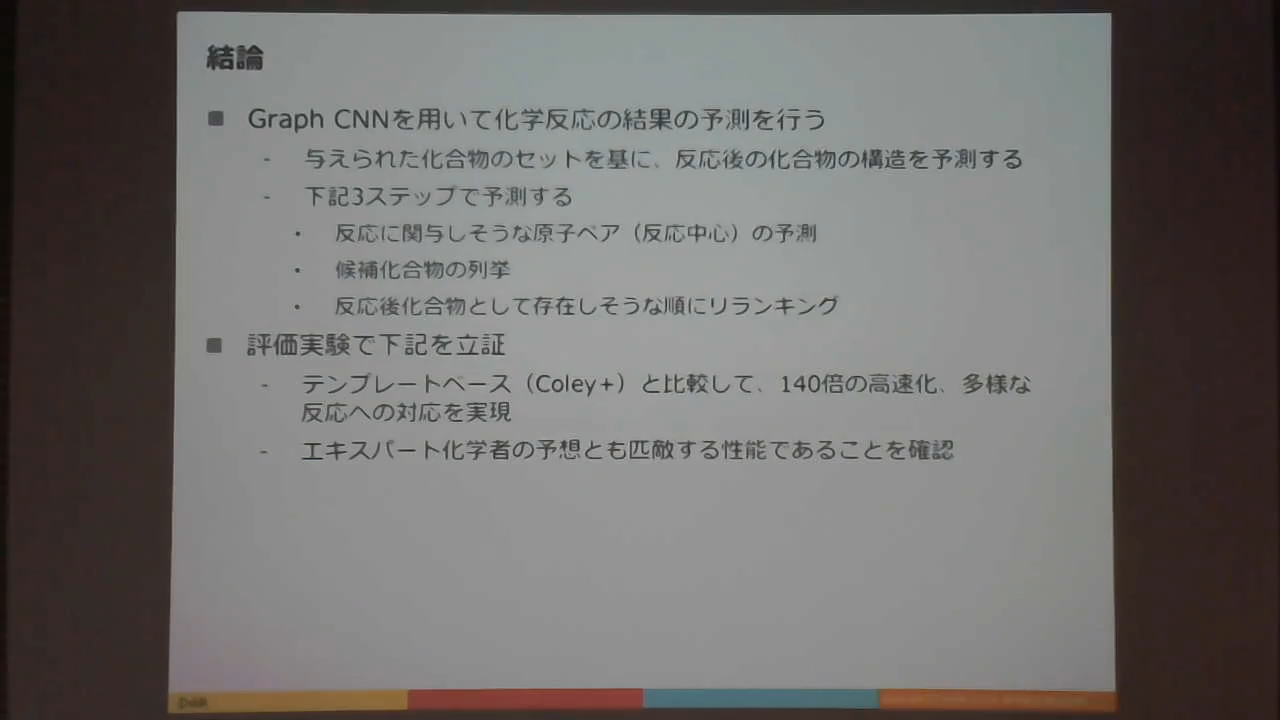 結論
■ Graph CNNを用いて化学反応の結果の予測を行う
- 与えられた化合物のセットを基に、反応後の化合物の構造を予測する
- 下記3ステップで予測する
・ 反応に関与しそうな原子ペア（反応中心）の予測
・ 候補化合物の列挙
・ 反応後化合物として存在しそうな順にリランキング
■ 評価実験で下記を立証
- テンプレートベース（Coley+）と比較して、140倍の高速化、多様な
反応への対応を実現
- エキスパート化学者の予想とも匹敵する性能であることを確認